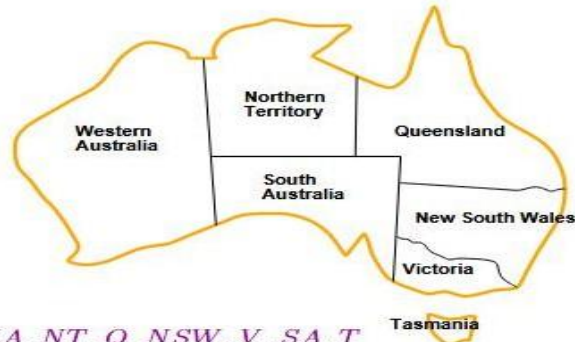 Northern
Territory
Western
Australia
Queensland
South
Australia
New South Wales
Victoria
Tasmania
NT Q NSW V SA T